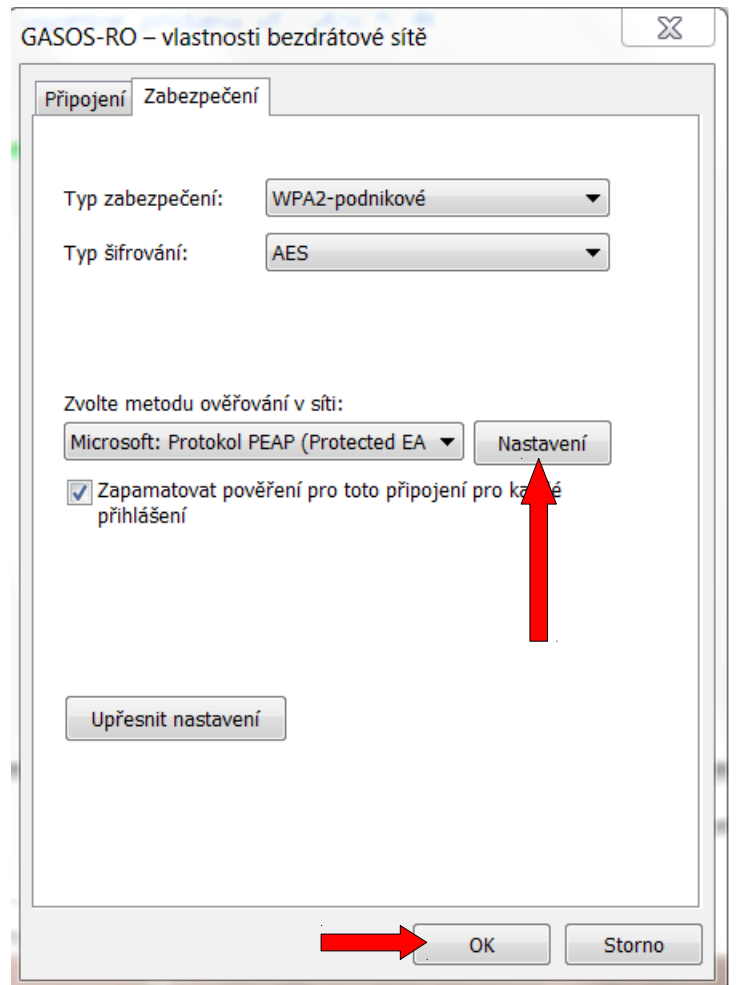 GASOS-RO – vlastnosti bezdrátové sítě
Připojení Zabezpečení
Typ zabezpečení: WPA2-podnikové
Typ šifrování: AES
Zvolte metodu ověřování v síti:
Microsoft: Protokol PEAP (Protected EA Nastavení
Zapamatovat pověření pro toto připojení pro
přihlášení
Upřesnit nastavení
OK Storno